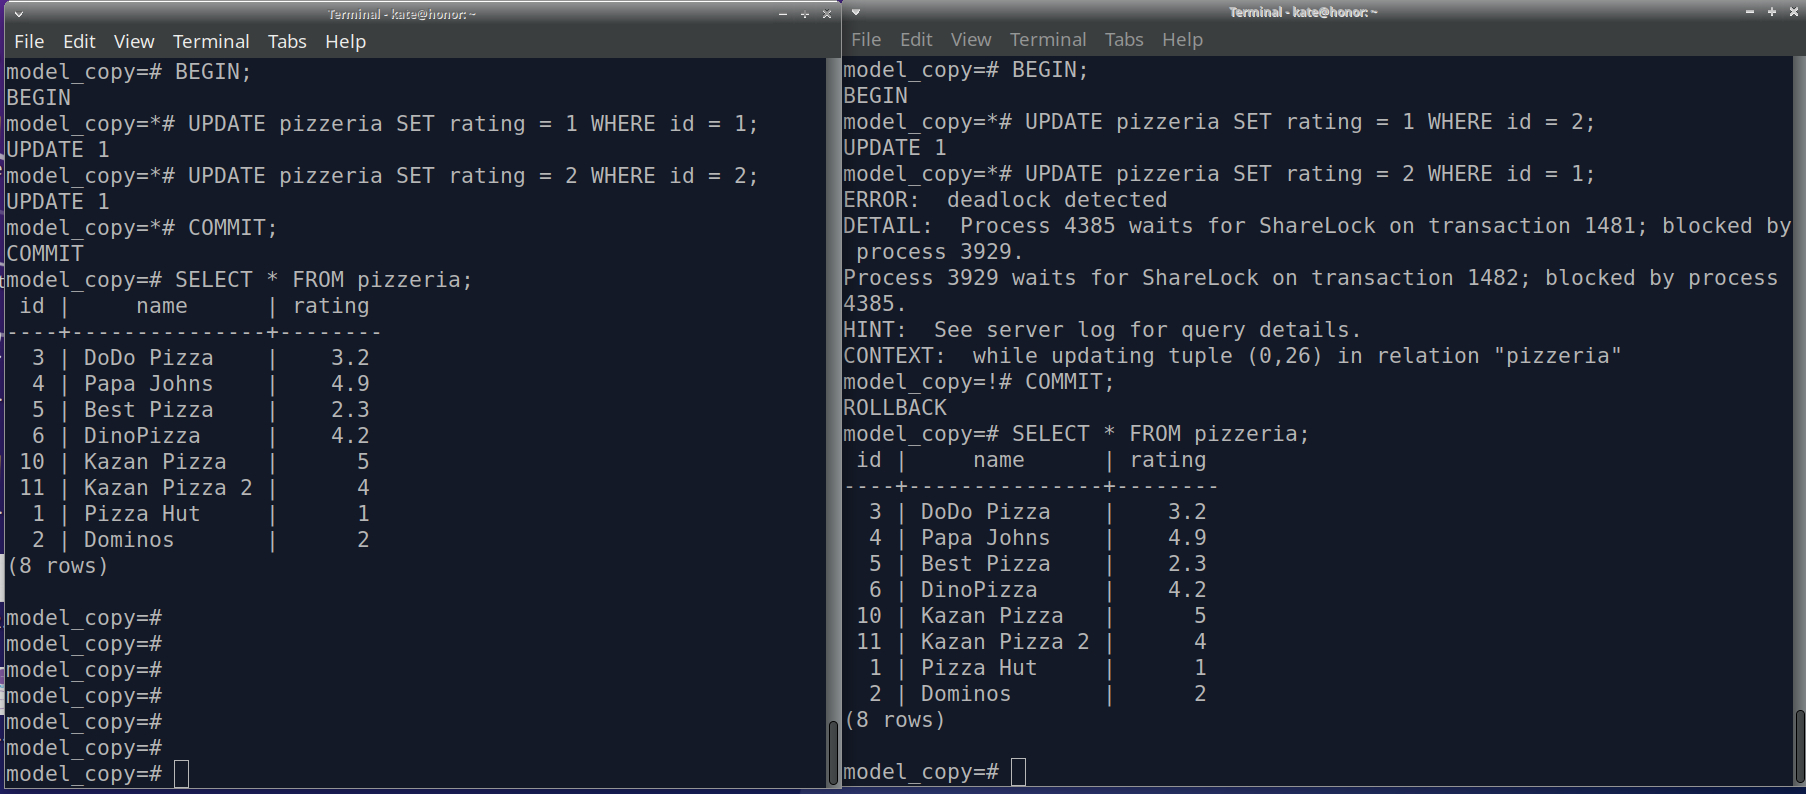 Terminal - kate@honor: ~
File Edit View Terminal Tabs Help
model_copy=# BEGIN;
BEGIN
model_copy=*# UPDATE pizzeria SET rating = 1 WHERE id = 1;
UPDATE 1
model_copy=*# UPDATE pizzeria SET rating = 2 WHERE id = 2;
UPDATE 1
model_copy=*# COMMIT;
COMMIT
model_copy=# SELECT * FROM pizzeria;
 id |     name      | rating
----+---------------+--------
  3 | DoDo Pizza    |    3.2
  4 | Papa Johns    |    4.9
  5 | Best Pizza    |    2.3
  6 | DinoPizza     |    4.2
 10 | Kazan Pizza   |      5
 11 | Kazan Pizza 2 |      4
  1 | Pizza Hut     |      1
  2 | Dominos       |      2
(8 rows)
model_copy=#
model_copy=#
model_copy=#
model_copy=#
model_copy=#
model_copy=#
model_copy=#
Terminal - kate@honor: ~
File Edit View Terminal Tabs Help
model_copy=# BEGIN;
BEGIN
model_copy=*# UPDATE pizzeria SET rating = 1 WHERE id = 2;
UPDATE 1
model_copy=*# UPDATE pizzeria SET rating = 2 WHERE id = 1;
ERROR:  deadlock detected
DETAIL:  Process 4385 waits for ShareLock on transaction 1481; blocked by
 process 3929.
Process 3929 waits for ShareLock on transaction 1482; blocked by process
4385.
HINT:  See server log for query details.
CONTEXT:  while updating tuple (0,26) in relation "pizzeria"
model_copy=!# COMMIT;
ROLLBACK
model_copy=# SELECT * FROM pizzeria;
 id |     name      | rating
----+---------------+--------
  3 | DoDo Pizza    |    3.2
  4 | Papa Johns    |    4.9
  5 | Best Pizza    |    2.3
  6 | DinoPizza     |    4.2
 10 | Kazan Pizza   |      5
 11 | Kazan Pizza 2 |      4
  1 | Pizza Hut     |      1
  2 | Dominos       |      2
(8 rows)
model_copy=#